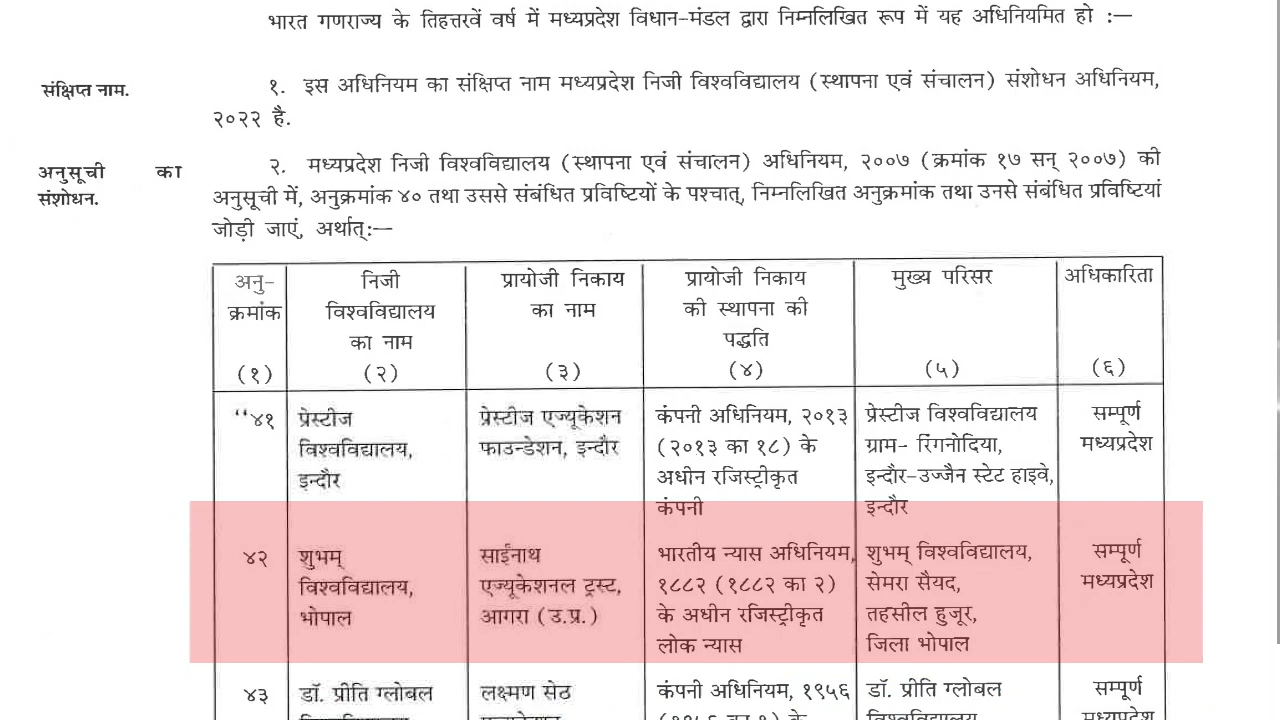 भारत गणराज्य के तिहत्तरवें वर्ष में मध्यप्रदेश विधान-मंडल द्वारा निम्नलिखित रूप में यह अधिनियमित हो :—
संक्षिप्त नाम.
१. इस अधिनियम का संक्षिप्त नाम मध्यप्रदेश निजी विश्वविद्यालय (स्थापना एवं संचालन) संशोधन अधिनियम,
२०२२ है.
अनुसूची का
संशोधन.
२. मध्यप्रदेश निजी विश्वविद्यालय (स्थापना एवं संचालन) अधिनियम, २००७ (क्रमांक १७ सन् २००७) की
अनुसूची में, अनुक्रमांक ४० तथा उससे संबंधित प्रविष्टियों के पश्चात्, निम्नलिखित अनुक्रमांक तथा उनसे संबंधित प्रविष्टियां
जोड़ी जाएं, अर्थात्:—
अनु-
क्रमांक
(१)
निजी
विश्वविद्यालय
का नाम
(२)
प्रायोजी निकाय
का नाम
(३)
प्रायोजी निकाय
की स्थापना की
पद्धति
(४)
मुख्य परिसर
(५)
अधिकारिता
(६)
‘‘४१
प्रेस्टीज
विश्वविद्यालय,
इन्दौर
प्रेस्टीज एज्यूकेशन
फाउन्डेशन, इन्दौर
कंपनी अधिनियम, २०१३
(२०१३ का १८) के
अधीन रजिस्ट्रीकृत
कंपनी
प्रेस्टीज विश्वविद्यालय
ग्राम- रिंगनोदिया,
इन्दौर-उज्जैन स्टेट हाइवे,
इन्दौर
सम्पूर्ण
मध्यप्रदेश
४२
शुभम्
विश्वविद्यालय,
भोपाल
साईंनाथ
एज्यूकेशनल ट्रस्ट,
आगरा (उ.प्र.)
भारतीय न्यास अधिनियम,
१८८२ (१८८२ का २)
के अधीन रजिस्ट्रीकृत
लोक न्यास
शुभम् विश्वविद्यालय,
सेमरा सैयद,
तहसील हुजूर,
जिला भोपाल
सम्पूर्ण
मध्यप्रदेश
४३
डॉ. प्रीति ग्लोबल
लक्ष्मण सेठ
कंपनी अधिनियम, १९५६
डॉ. प्रीति ग्लोबल
सम्पूर्ण